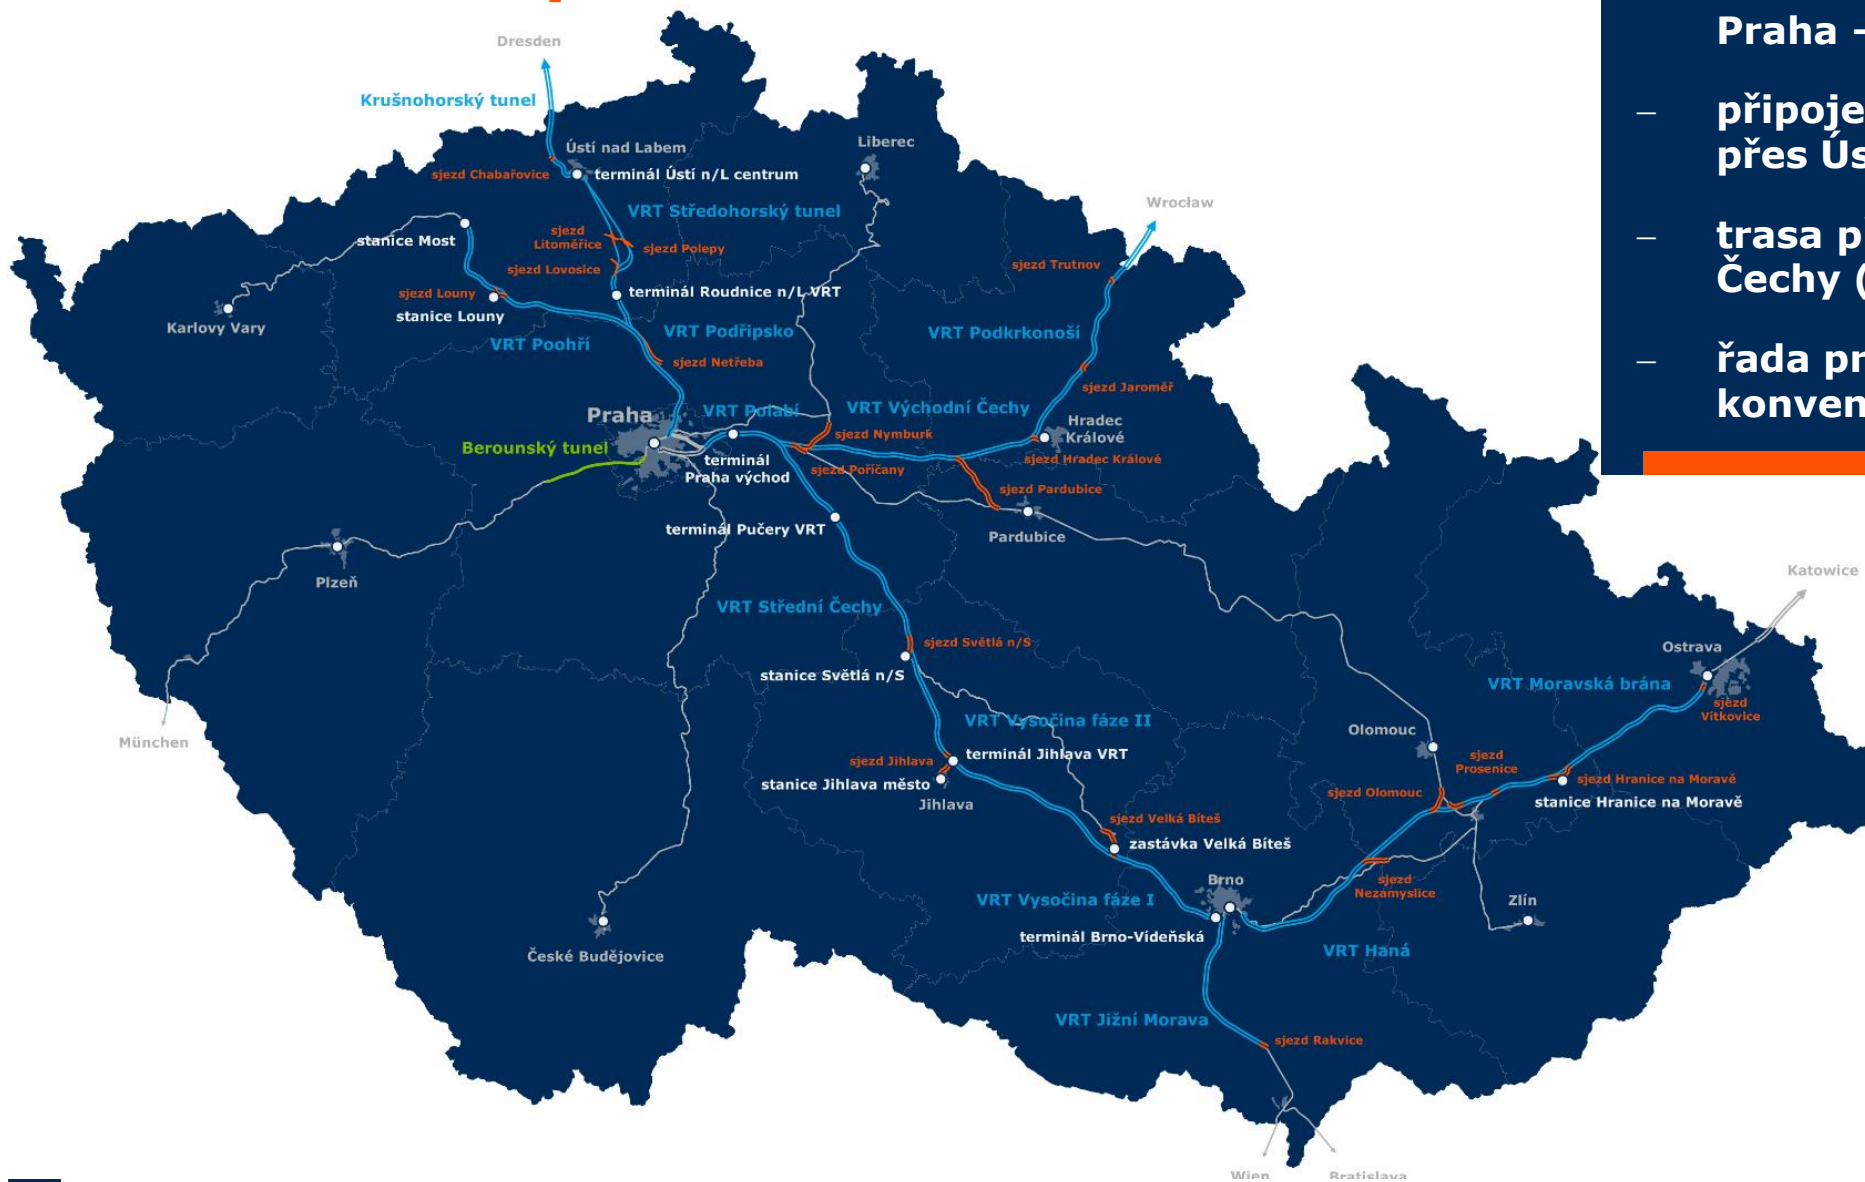 Praha –
– připoje
přes Ús
– trasa p
Čechy (
– řada pr
konven
Dresden
Krušnohorský tunel
Ústí nad Labem
sjezd Chabařovice
terminál Ústí n/L centrum
Liberec
VRT Středohorský tunel
Wrocław
stanice Most
sjezd
Litoměřice
sjezd Polepy
sjezd Lovosice
sjezd Trutnov
sjezd Louny
terminál Roudnice n/L VRT
stanice Louny
Karlovy Vary
VRT Poohří
VRT Podřipsko
VRT Podkrkonoší
sjezd Netřeba
sjezd Jaroměř
Praha
VRT Polabí
VRT Východní Čechy
Hradec
Králové
Berounský tunel
sjezd Nymburk
terminál
Praha východ
sjezd Poříčany
sjezd Hradec Králové
sjezd Pardubice
terminál Pučery VRT
Pardubice
Plzeň
Katowice
VRT Střední Čechy
sjezd Světlá n/S
stanice Světlá n/S
Ostrava
VRT Moravská brána
sjezd
Vítkovice
München
VRT Vysočina fáze II
Olomouc
sjezd Jihlava
terminál Jihlava VRT
stanice Jihlava město
Jihlava
sjezd
Prosenice
sjezd Hranice na Moravě
stanice Hranice na Moravě
sjezd Olomouc
sjezd Velká Bíteš
zastávka Velká Bíteš
Brno
sjezd
Nezamyslice
Zlín
VRT Vysočina fáze I
terminál Brno-Vídeňská
VRT Haná
České Budějovice
VRT Jižní Morava
sjezd Rakvice
Wien
Bratislava